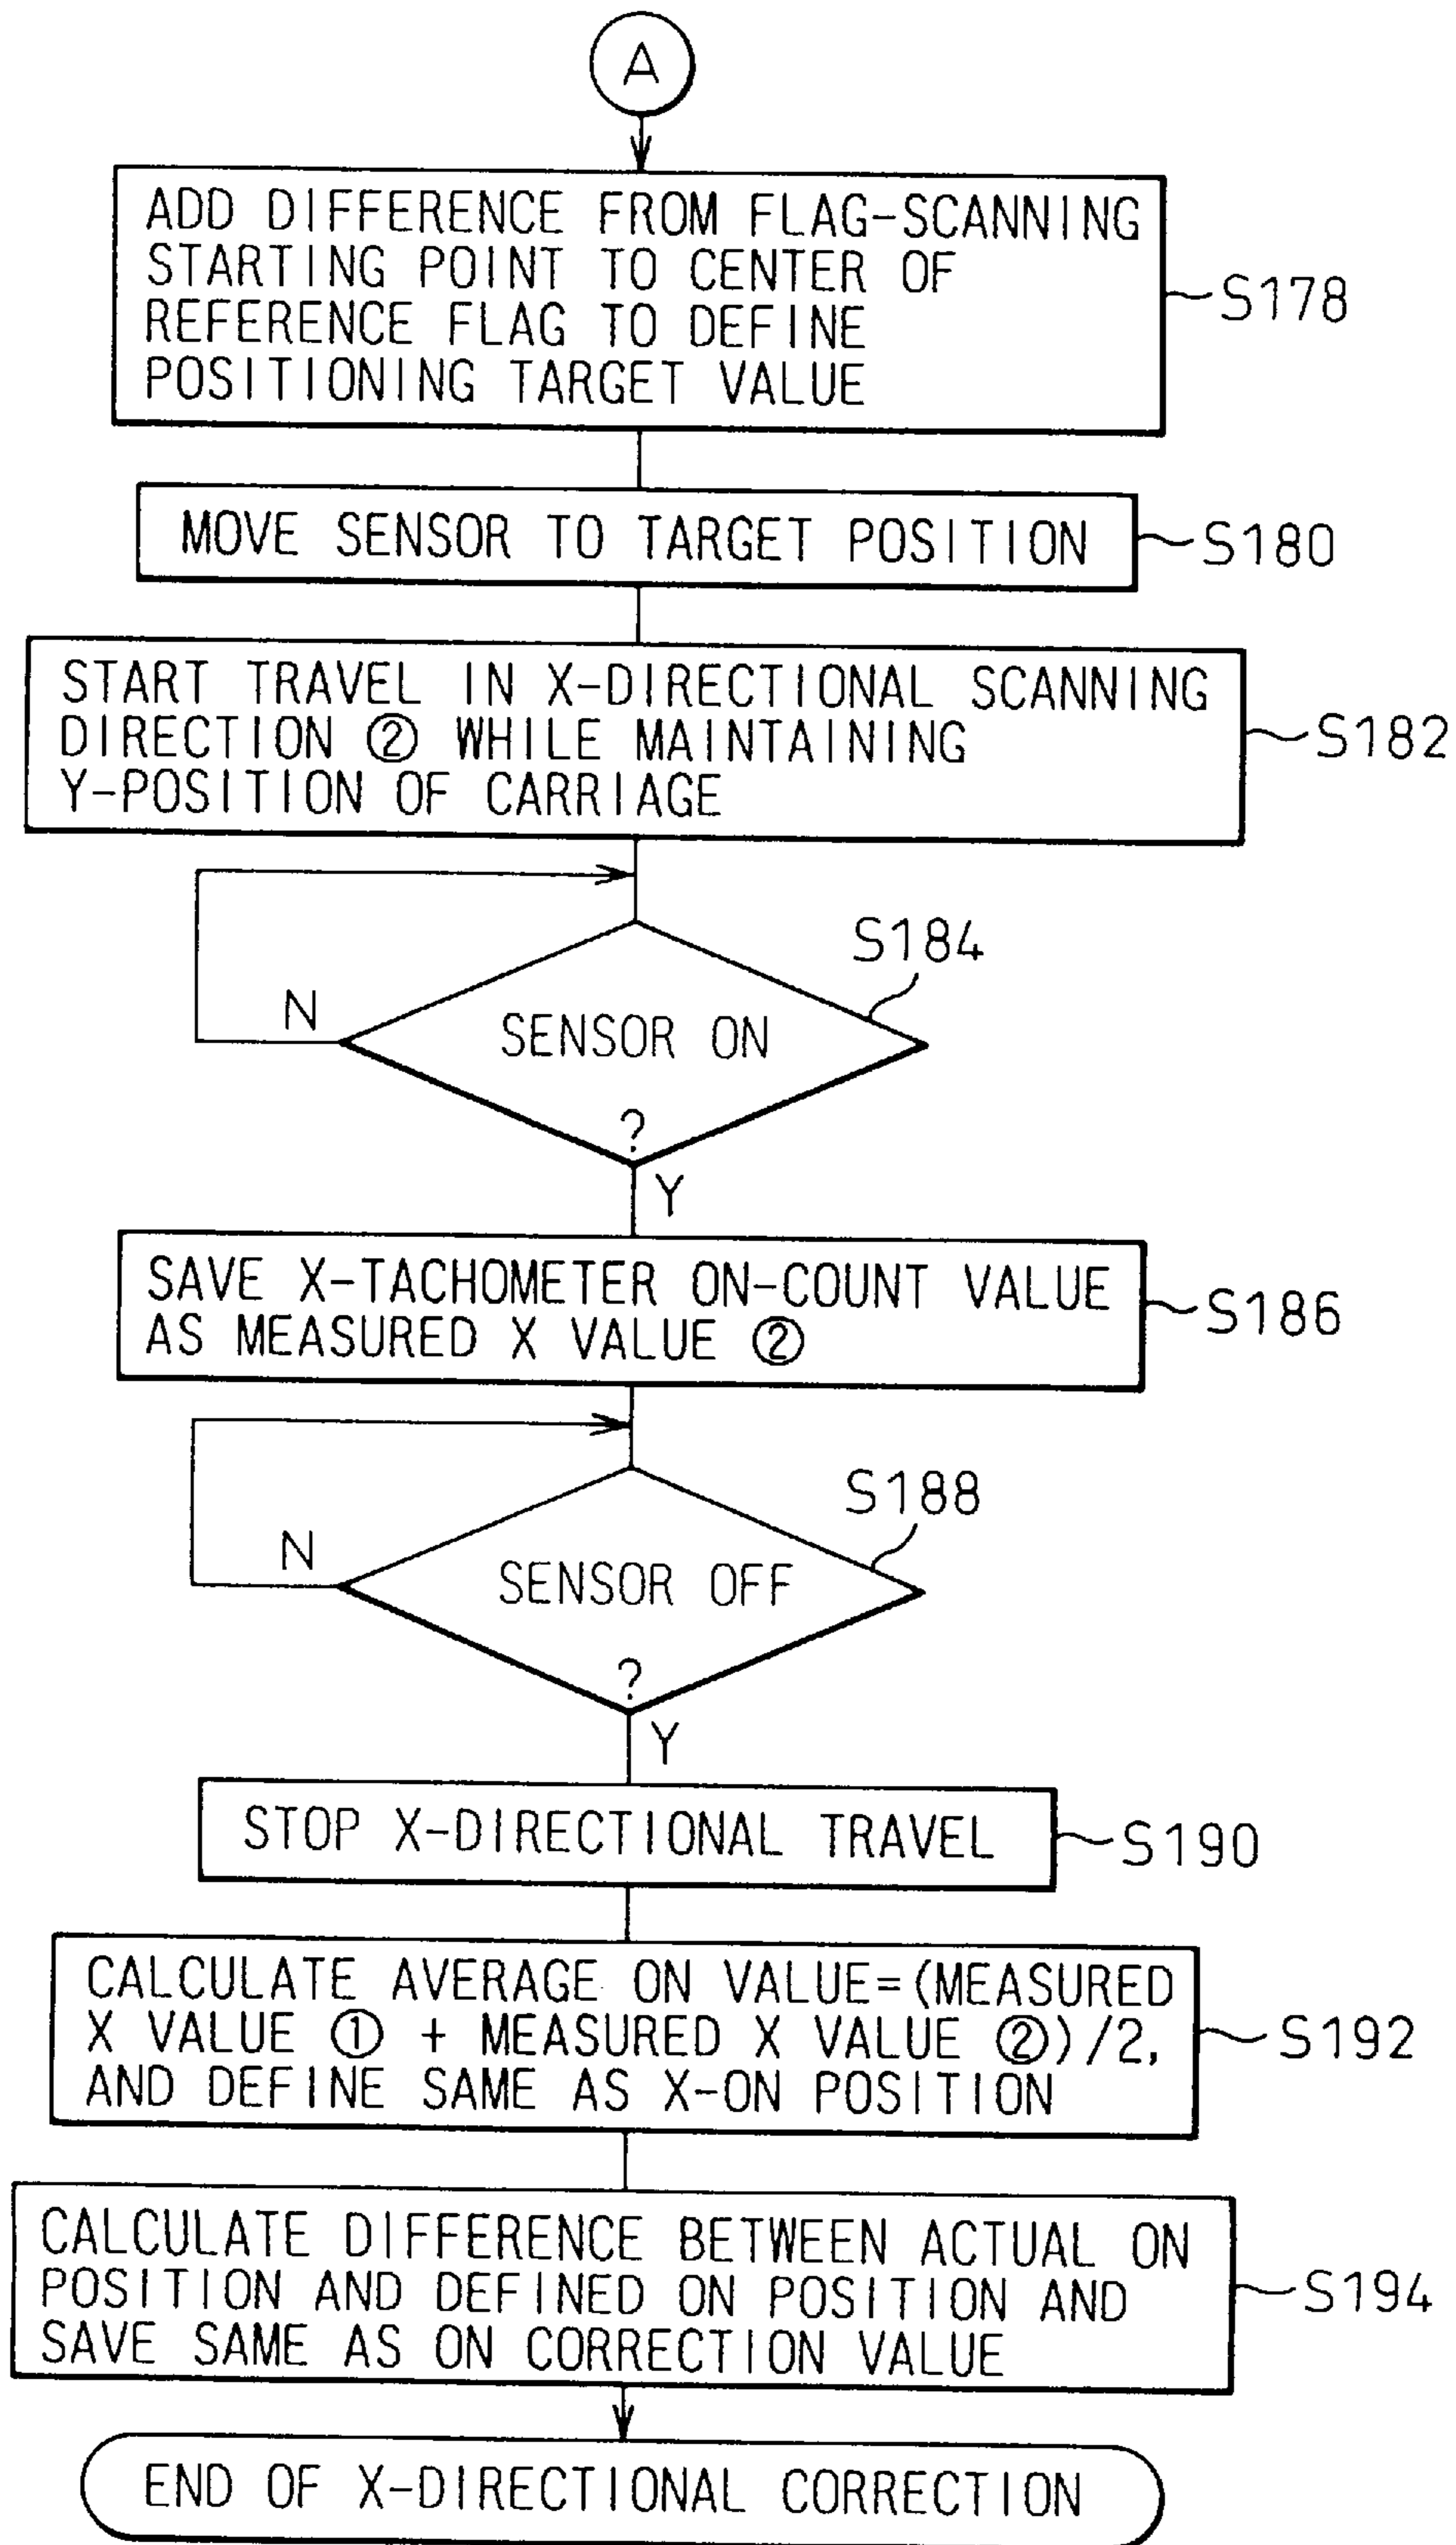 A
ADD DIFFERENCE FROM FLAG-SCANNING
STARTING POINT TO CENTER OF
REFERENCE FLAG TO DEFINE
POSITIONING TARGET VALUE
S178
MOVE SENSOR TO TARGET POSITION
S180
START TRAVEL IN X-DIRECTIONAL SCANNING
DIRECTION ② WHILE MAINTAINING
Y-POSITION OF CARRIAGE
S182
S184
N
SENSOR ON
?
Y
SAVE X-TACHOMETER ON-COUNT VALUE
AS MEASURED X VALUE ②
S186
S188
N
SENSOR OFF
?
Y
STOP X-DIRECTIONAL TRAVEL
S190
CALCULATE AVERAGE ON VALUE=(MEASURED
X VALUE ① + MEASURED X VALUE ②)/2,
AND DEFINE SAME AS X-ON POSITION
S192
CALCULATE DIFFERENCE BETWEEN ACTUAL ON
POSITION AND DEFINED ON POSITION AND
SAVE SAME AS ON CORRECTION VALUE
S194
END OF X-DIRECTIONAL CORRECTION